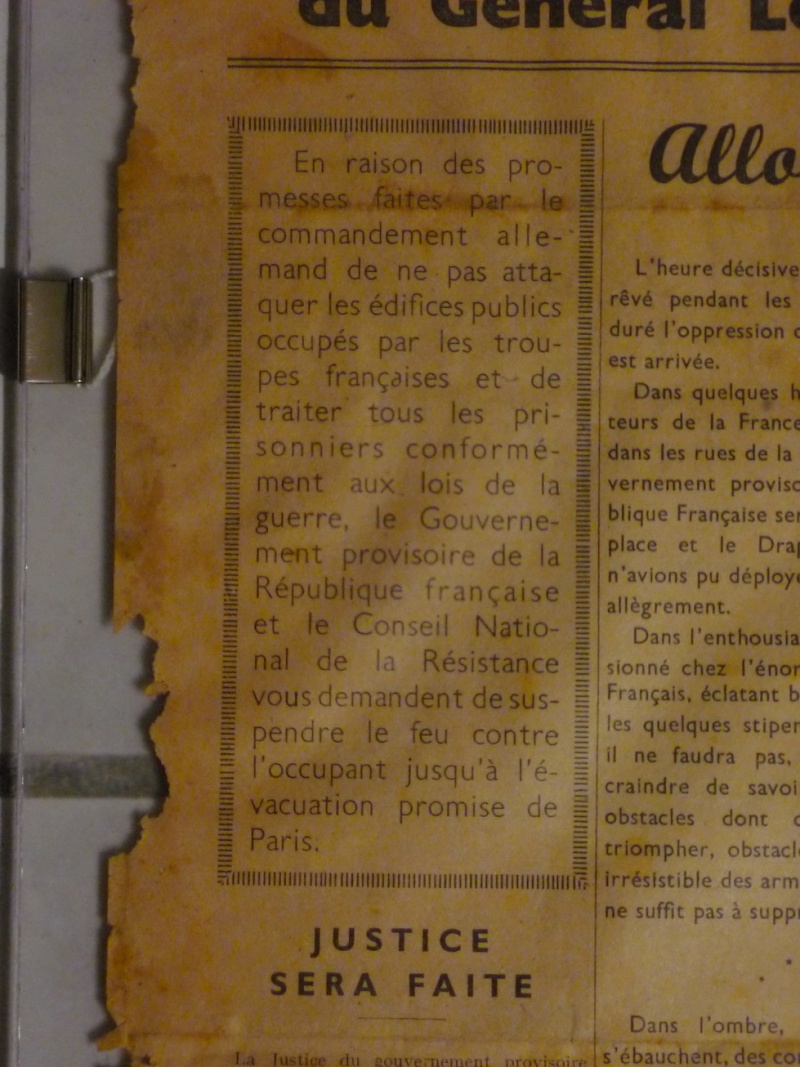 du Général
En raison des pro-
messes faites par le
commandement alle-
mand de ne pas atta-
quer les édifices publics
occupés par les trou-
pes françaises et de
traiter tous les pri-
sonniers conformé-
ment aux lois de la
guerre, le Gouverne-
ment provisoire de la
République française
et le Conseil Natio-
nal de la Résistance
vous demandent de sus-
pendre le feu contre
l'occupant jusqu'à l'é-
vacuation promise de
Paris.
JUSTICE
SERA FAITE
La Justice du gouvernement provisoire
Allo
L'heure décisive
rêvé pendant les
duré l'oppression
est arrivée.
Dans quelques
teurs de la France
dans les rues de la
vernement proviso
blique Française
place et le Drap
n'avions pu déploy
allègrement.
Dans l'enthousia
sionné chez l'énor
Français, éclatant b
les quelques stiper
il ne faudra pas,
craindre de savoi
obstacles dont
triompher, obstacl
irrésistible des arm
ne suffit pas à supp
Dans l'ombre,
s'ébauchent, des co